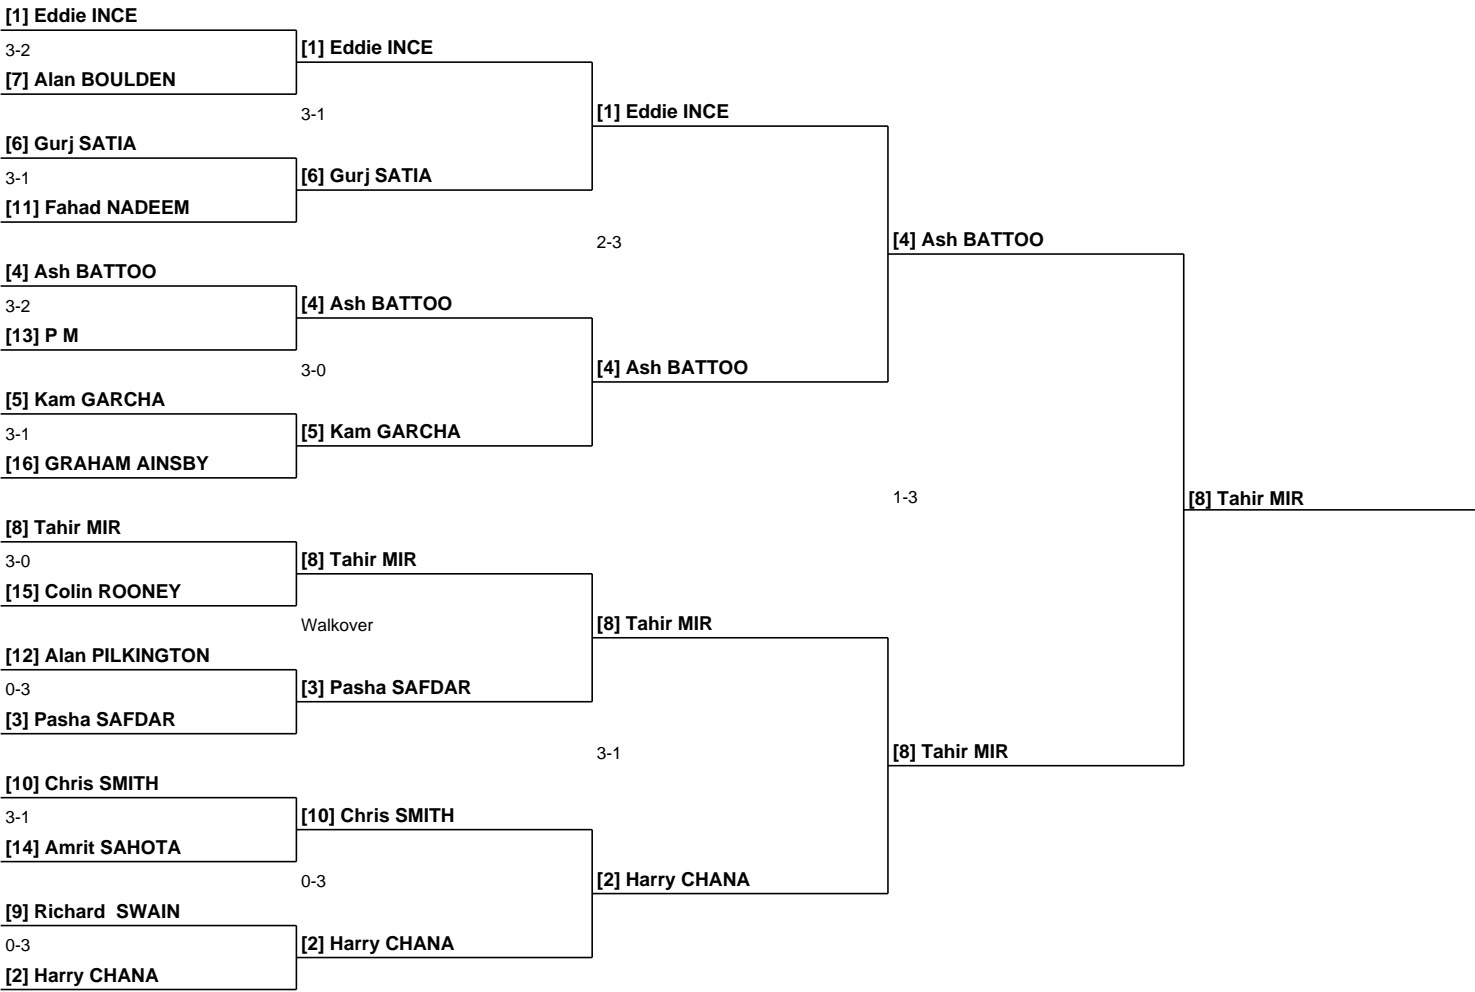 [1] Eddie INCE
3-2
[7] Alan BOULDEN
[6] Gurj SATIA
3-1
[11] Fahad NADEEM
[4] Ash BATTOO
3-2
[13] P M
[5] Kam GARCHA
3-1
[16] GRAHAM AINSBY
[8] Tahir MIR
3-0
[15] Colin ROONEY
[12] Alan PILKINGTON
0-3
[3] Pasha SAFDAR
[10] Chris SMITH
3-1
[14] Amrit SAHOTA
[9] Richard  SWAIN
0-3
[2] Harry CHANA
[1] Eddie INCE
3-1
[6] Gurj SATIA
[4] Ash BATTOO
3-0
[5] Kam GARCHA
[8] Tahir MIR
Walkover
[3] Pasha SAFDAR
[10] Chris SMITH
0-3
[2] Harry CHANA
[1] Eddie INCE
2-3
[4] Ash BATTOO
[8] Tahir MIR
3-1
[2] Harry CHANA
[4] Ash BATTOO
1-3
[8] Tahir MIR
[8] Tahir MIR